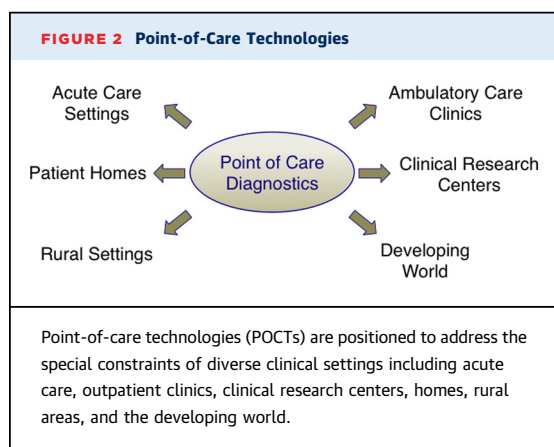 FIGURE 2 Point-of-Care Technologies
Acute Care
Settings
Ambulatory Care
Clinics
Patient Homes
Point of Care
Diagnostics
Clinical Research
Centers
Rural Settings
Developing
World
Point-of-care technologies (POCTs) are positioned to address the
special constraints of diverse clinical settings including acute
care, outpatient clinics, clinical research centers, homes, rural
areas, and the developing world.